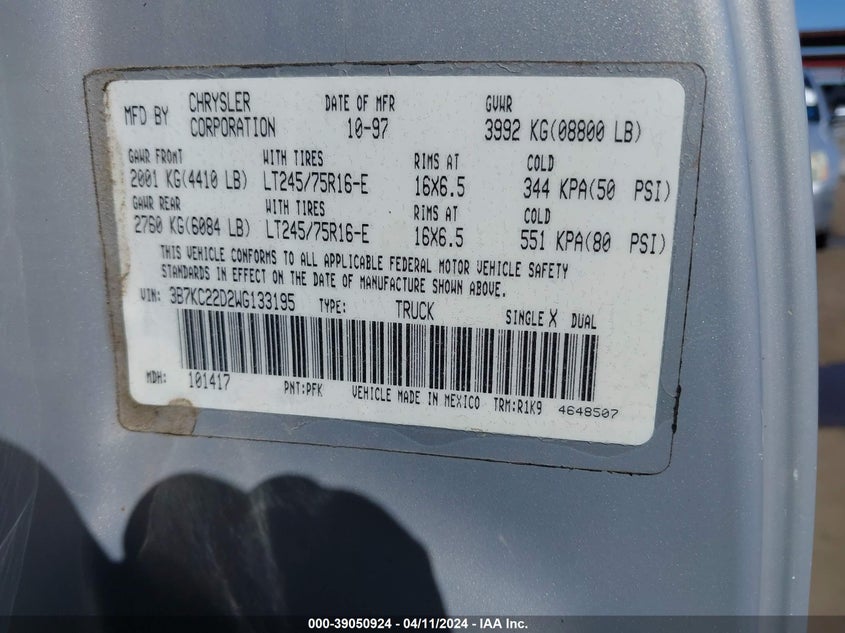 MFD BY CHRYSLER CORPORATION DATE OF MFR 10-97 GVWR 3992 KG(08800 LB)
GAWR FRONT WITH TIRES RIMS AT COLD
2001 KG(4410 LB) LT245/75R16-E 16X6.5 344 KPA(50 PSI)
GAWR REAR WITH TIRES RIMS AT COLD
2760 KG(6084 LB) LT245/75R16-E 16X6.5 551 KPA(80 PSI)
THIS VEHICLE CONFORMS TO ALL APPLICABLE FEDERAL MOTOR VEHICLE SAFETY
STANDARDS IN EFFECT ON THE DATE OF MANUFACTURE SHOWN ABOVE.
VIN: 3B7KC22D2WG133195 TYPE: TRUCK SINGLE X DUAL
MDH: 101417 PNT:PFK VEHICLE MADE IN MEXICO TRM:R1K9 4648507
000-39050924 - 04/11/2024 - IAA Inc.